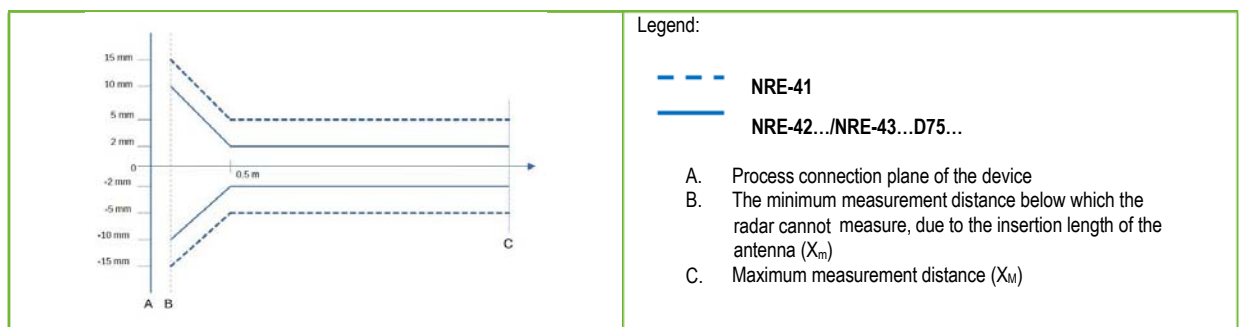 15 mm
10 mm
5 mm
2 mm
0
0.5 m
-2 mm
-5 mm
-10 mm
-15 mm
C
A B
Legend:
NRE-41
NRE-42…/NRE-43…D75…
A. Process connection plane of the device
B. The minimum measurement distance below which the
radar cannot measure, due to the insertion length of the
antenna (Xm)
C. Maximum measurement distance (XM)